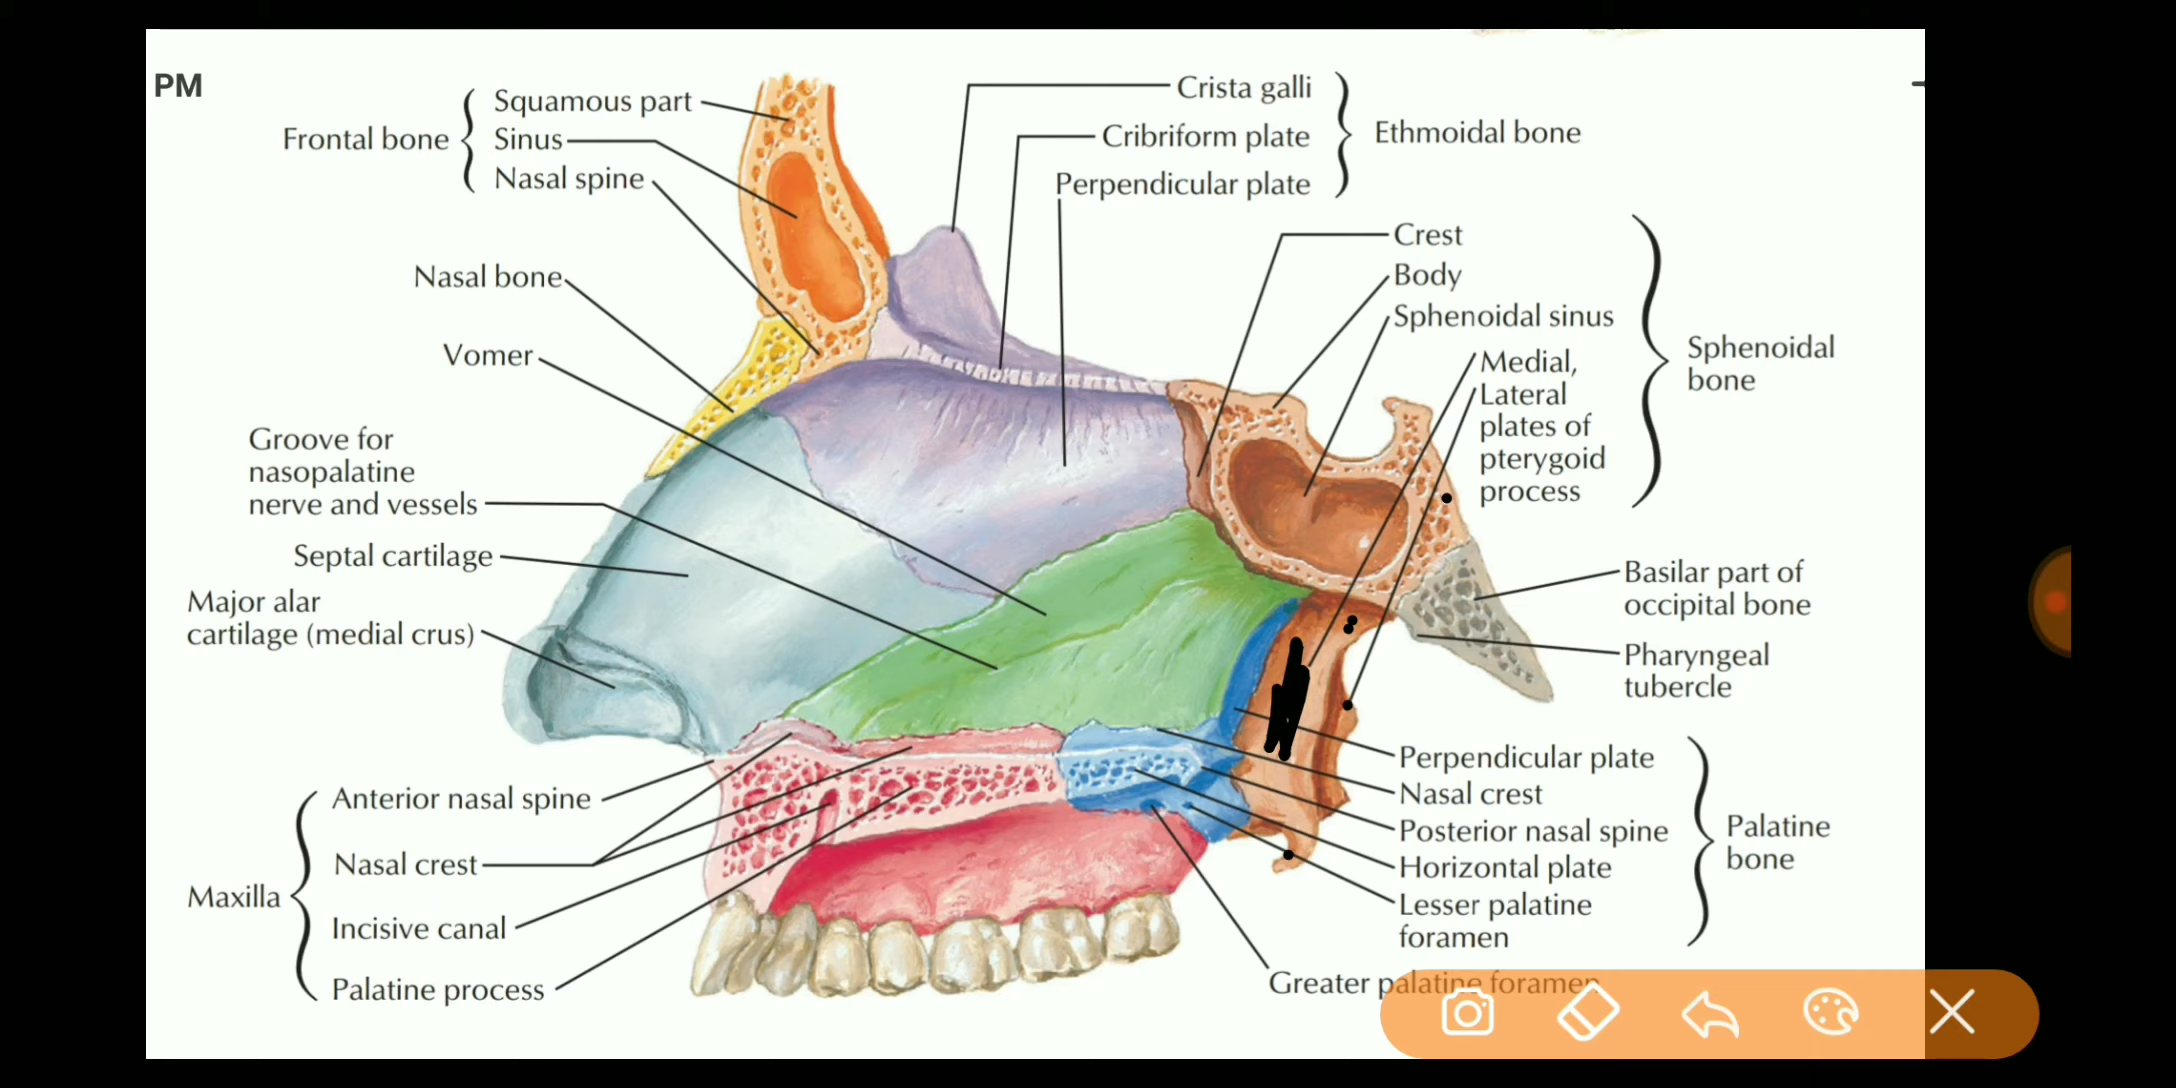 PM
Squamous part
Frontal bone
Sinus
Nasal spine
Nasal bone
Vomer
Groove for
nasopalatine
nerve and vessels
Septal cartilage
Major alar
cartilage (medial crus)
Anterior nasal spine
Nasal crest
Maxilla
Incisive canal
Palatine process
Crista galli
Cribriform plate
Ethmoidal bone
Perpendicular plate
Crest
Body
Sphenoidal sinus
Medial,
Lateral
plates of
pterygoid
process
Sphenoidal
bone
Basilar part of
occipital bone
Pharyngeal
tubercle
Perpendicular plate
Nasal crest
Posterior nasal spine
Horizontal plate
Lesser palatine
foramen
Palatine
bone
Greater palatine foramen